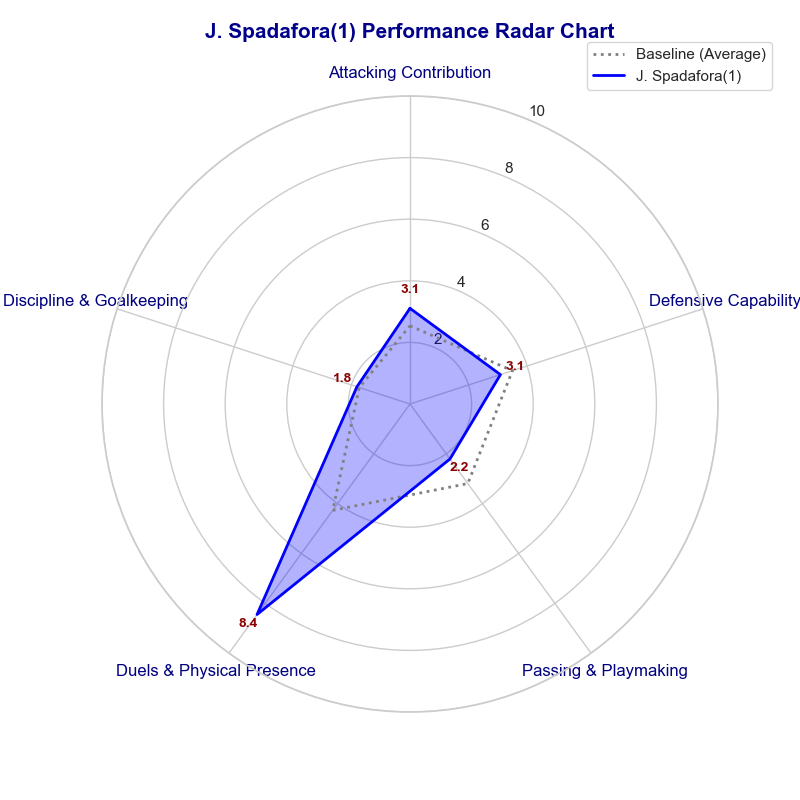 J. Spadafora(1) Performance Radar Chart
Baseline (Average)
J. Spadafora(1)
Attacking Contribution
10
8
6
4
3.1
2
Discipline & Goalkeeping
Defensive Capability
3.1
1.8
2.2
8.4
Duels & Physical Presence
Passing & Playmaking